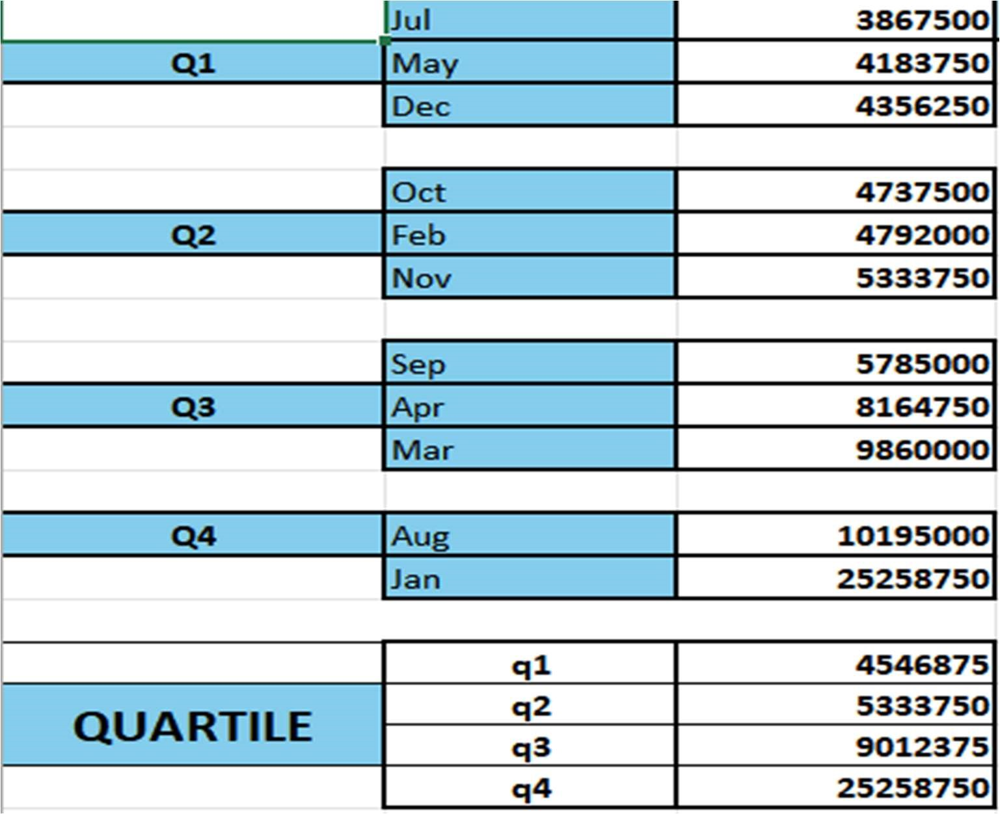 Jul 3867500
Q1 May 4183750
Dec 4356250
Oct 4737500
Q2 Feb 4792000
Nov 5333750
Sep 5785000
Q3 Apr 8164750
Mar 9860000
Q4 Aug 10195000
Jan 25258750
q1 4546875
QUARTILE
q2 5333750
q3 9012375
q4 25258750